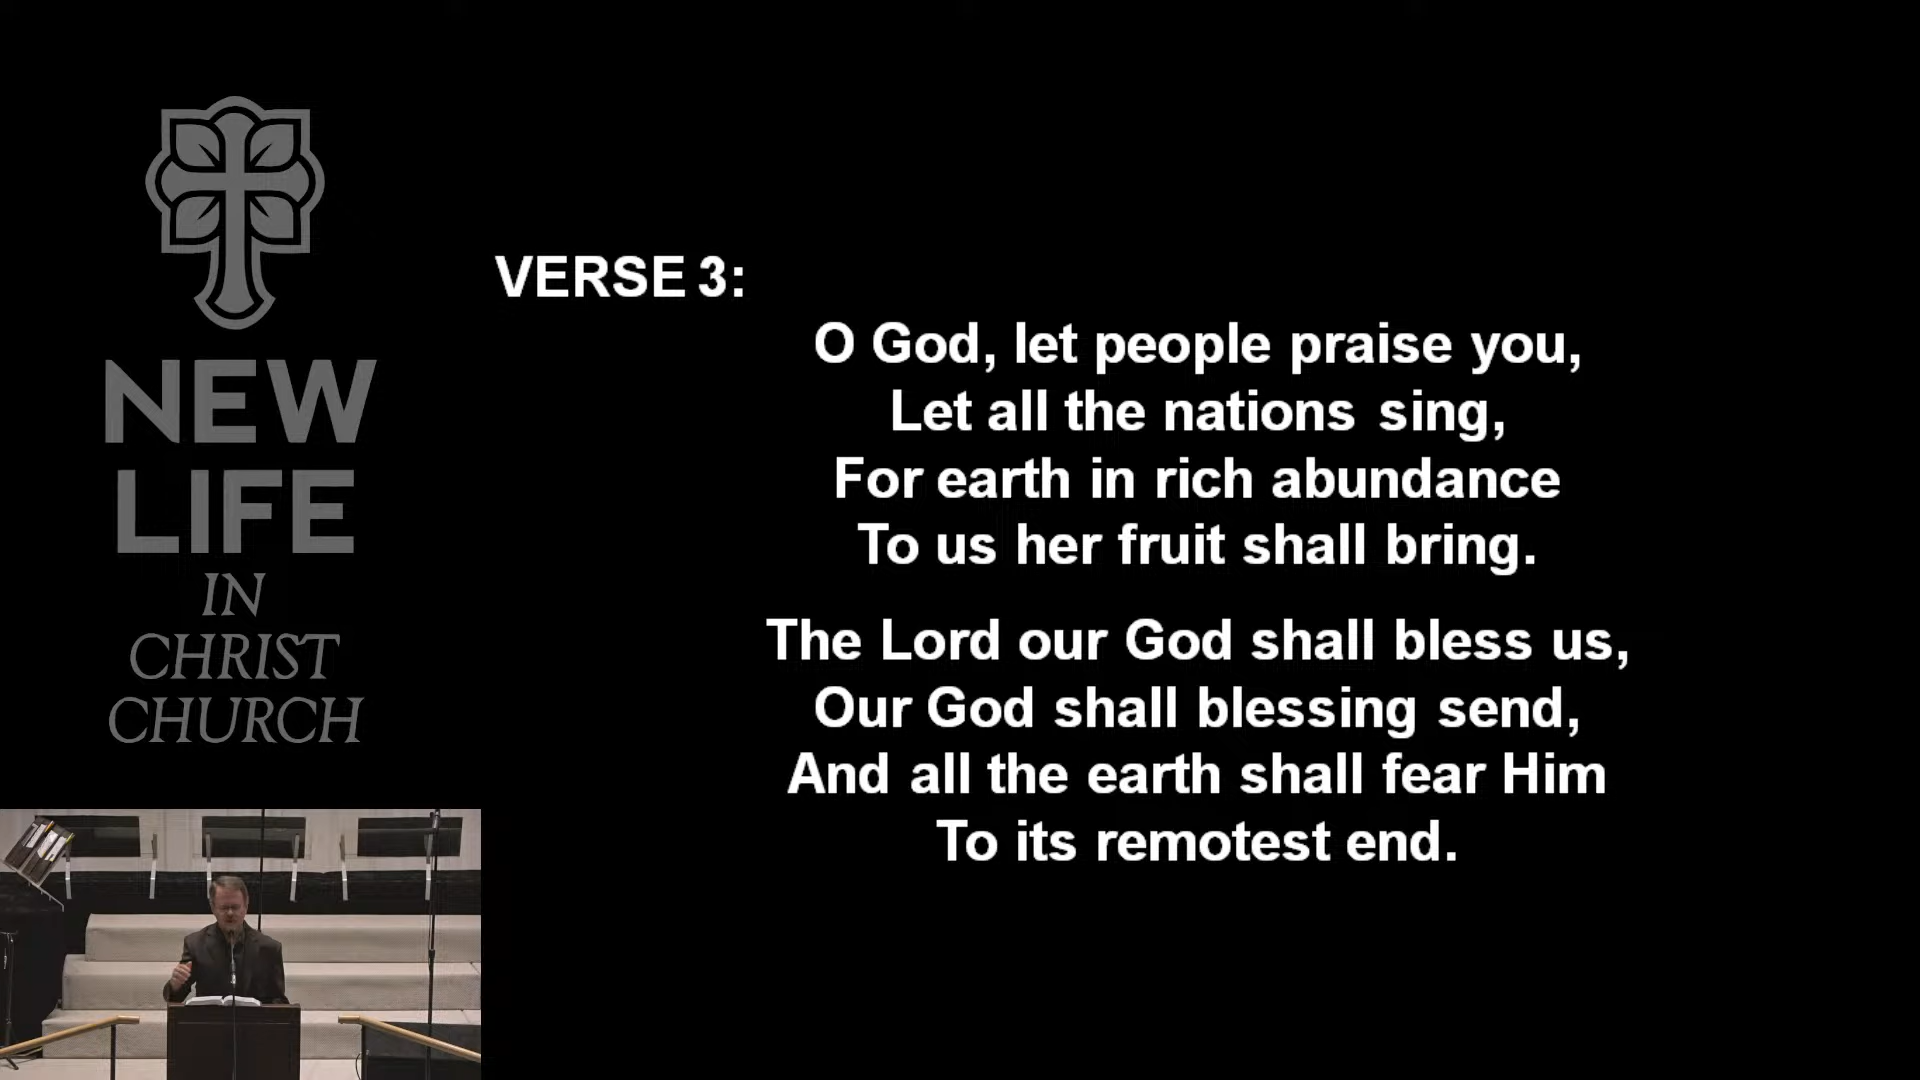 NEW
LIFE
IN
CHRIST
CHURCH
VERSE 3:
O God, let people praise you,
Let all the nations sing,
For earth in rich abundance
To us her fruit shall bring.
The Lord our God shall bless us,
Our God shall blessing send,
And all the earth shall fear Him
To its remotest end.